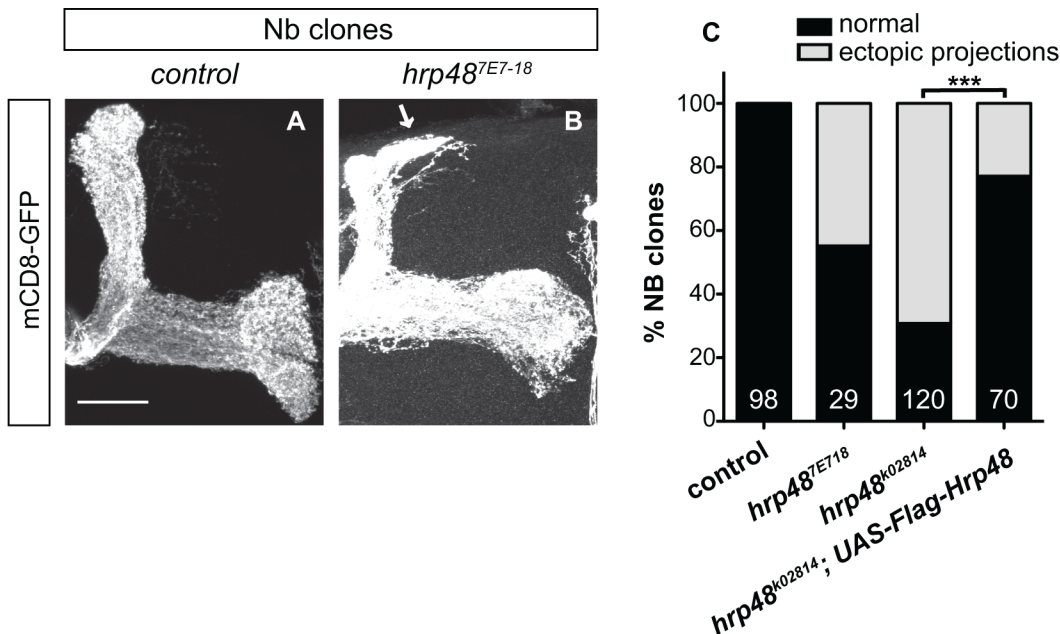 Nb clones
control
hrp48^7E7-18
mCD8-GFP
A
B
C
normal
ectopic projections
***
% NB clones
100
80
60
40
20
0
98
29
120
70
control
hrp48^7E718
hrp48^k02814
hrp48^k02814; UAS-Flag-Hrp48